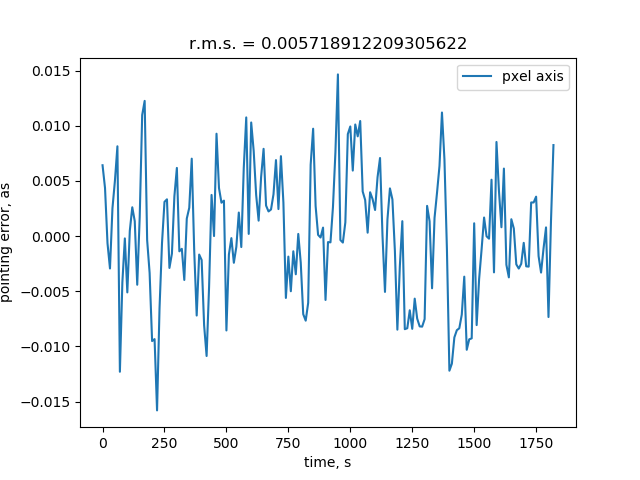 r.m.s. = 0.005718912209305622
pxel axis
pointing error, as
0.015
0.010
0.005
0.000
−0.005
−0.010
−0.015
0 250 500 750 1000 1250 1500 1750
time, s